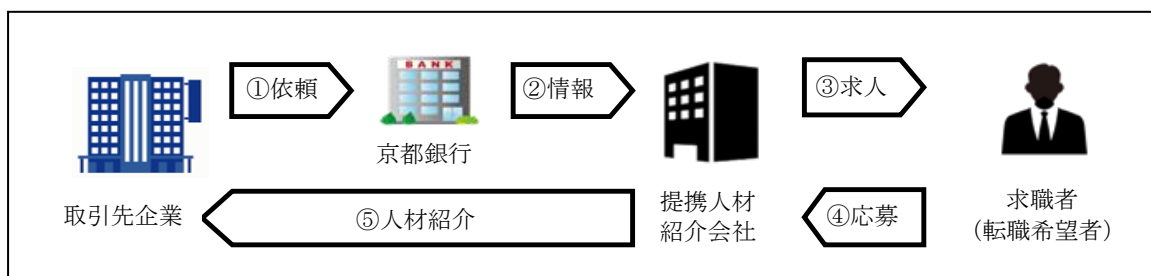 ①依頼
BANK
②情報
③求人
京都銀行
取引先企業
⑤人材紹介
提携人材
紹介会社
④応募
求職者
（転職希望者）